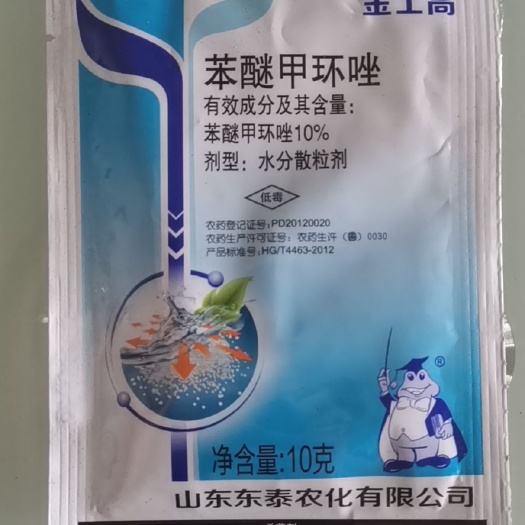 金工高
苯醚甲环唑
有效成分及其含量:
苯醚甲环唑10%
剂型: 水分散粒剂
低毒
农药登记证号:PD20120020
农药生产许可证号: 农药生许(鲁) 0030
产品标准号:HG/T4463-2012
®
净含量:10克
山东东泰农化有限公司